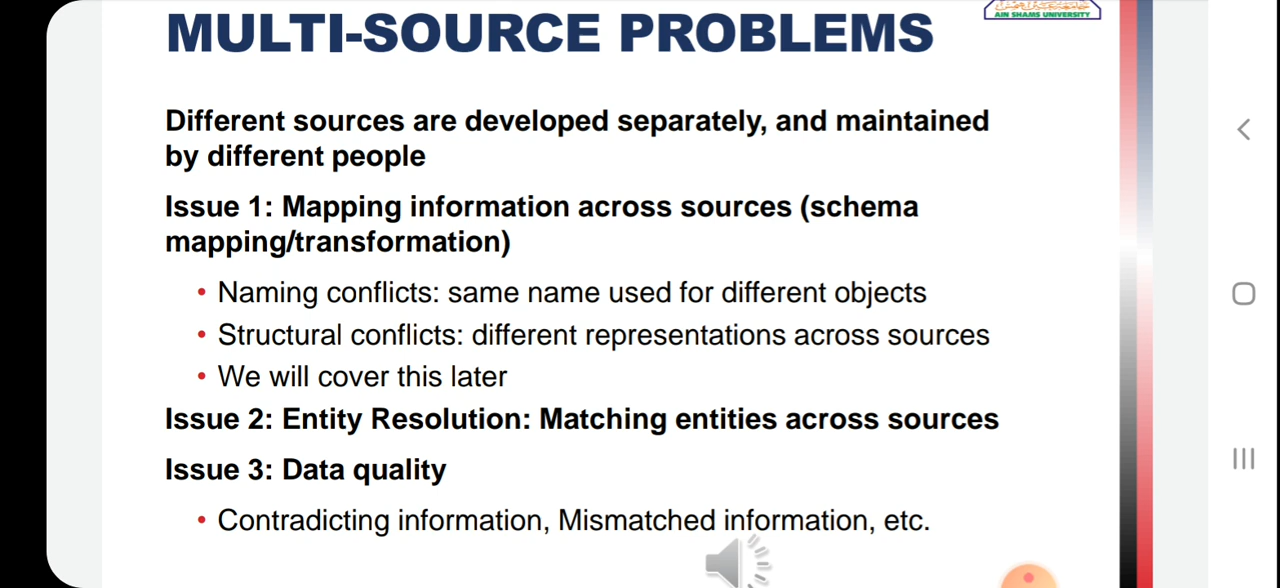 MULTI-SOURCE PROBLEMS
AIN SHAMS UNIVERSITY
Different sources are developed separately, and maintained
by different people
Issue 1: Mapping information across sources (schema
mapping/transformation)
• Naming conflicts: same name used for different objects
• Structural conflicts: different representations across sources
• We will cover this later
Issue 2: Entity Resolution: Matching entities across sources
Issue 3: Data quality
• Contradicting information, Mismatched information, etc.